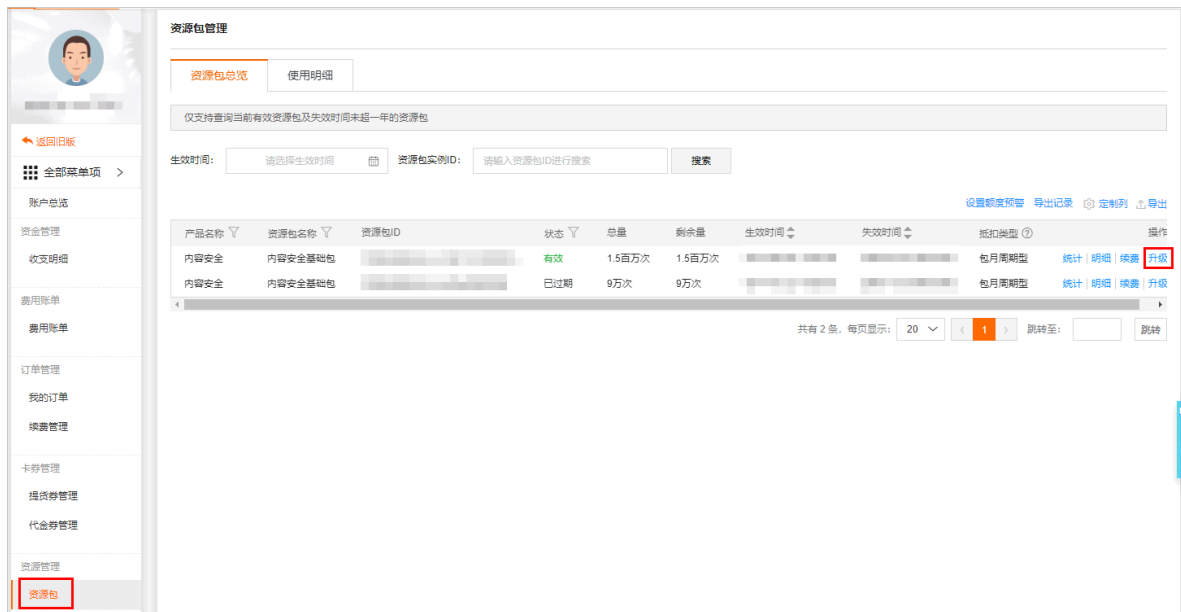 资源包管理
资源包总览 使用明细
仅支持查询当前有效资源包及失效时间未超一年的资源包
返回旧版
生效时间: 请选择生效时间 资源包实例ID: 请输入资源包ID进行搜索 搜索
全部菜单项 >
设置额度预警 导出记录 定制列 导出
账户总览
资金管理
产品名称 资源包名称 资源包ID 状态 总量 剩余量 生效时间 失效时间 抵扣类型 ? 操作
收支明细
内容安全 内容安全基础包 有效 1.5百万次 1.5百万次 包月周期型 统计 | 明细 | 续费 | 升级
内容安全 内容安全基础包 已过期 9万次 9万次 包月周期型 统计 | 明细 | 续费 | 升级
费用账单
费用账单
共有 2 条, 每页显示: 20 < 1 > 跳转至: 跳转
订单管理
我的订单
续费管理
卡券管理
提货券管理
代金券管理
资源管理
资源包